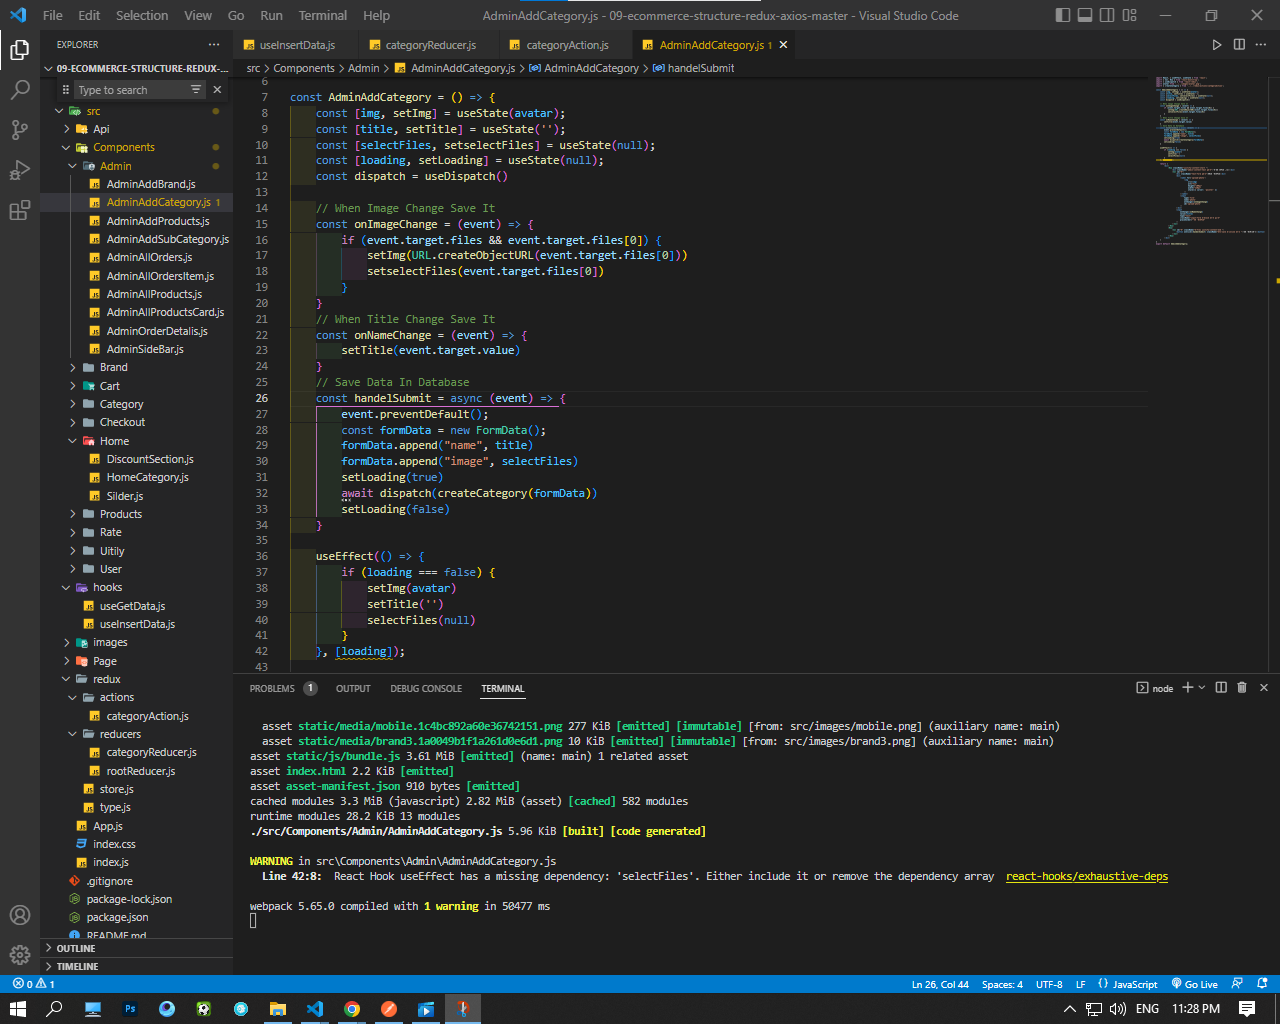 File Edit Selection View Go Run Terminal Help
AdminAddCategory.js - 09-ecommerce-structure-redux-axios-master - Visual Studio Code
EXPLORER
09-ECOMMERCE-STRUCTURE-REDUX-...
Type to search
src
Api
Components
Admin
AdminAddBrand.js
AdminAddCategory.js 1
AdminAddProducts.js
AdminAddSubCategory.js
AdminAllOrders.js
AdminAllOrdersItem.js
AdminAllProducts.js
AdminAllProductsCard.js
AdminOrderDetalis.js
AdminSideBar.js
Brand
Cart
Category
Checkout
Home
DiscountSection.js
HomeCategory.js
Silder.js
Products
Rate
Uitily
User
hooks
useGetData.js
useInsertData.js
images
Page
redux
actions
categoryAction.js
reducers
categoryReducer.js
rootReducer.js
store.js
type.js
App.js
index.css
index.js
.gitignore
package-lock.json
package.json
README.md
OUTLINE
TIMELINE
useInsertData.js categoryReducer.js categoryAction.js AdminAddCategory.js 1
src > Components > Admin > AdminAddCategory.js > AdminAddCategory > handelSubmit
6
7 const AdminAddCategory = () => {
8 const [img, setImg] = useState(avatar);
9 const [title, setTitle] = useState('');
10 const [selectFiles, setselectFiles] = useState(null);
11 const [loading, setLoading] = useState(null);
12 const dispatch = useDispatch()
13
14 // When Image Change Save It
15 const onImageChange = (event) => {
16 if (event.target.files && event.target.files[0]) {
17 setImg(URL.createObjectURL(event.target.files[0]))
18 setselectFiles(event.target.files[0])
19 }
20 }
21 // When Title Change Save It
22 const onNameChange = (event) => {
23 setTitle(event.target.value)
24 }
25 // Save Data In Database
26 const handelSubmit = async (event) => {
27 event.preventDefault();
28 const formData = new FormData();
29 formData.append("name", title)
30 formData.append("image", selectFiles)
31 setLoading(true)
32 await dispatch(createCategory(formData))
33 setLoading(false)
34 }
35
36 useEffect(() => {
37 if (loading === false) {
38 setImg(avatar)
39 setTitle('')
40 selectFiles(null)
41 }
42 }, [loading]);
43
PROBLEMS 1 OUTPUT DEBUG CONSOLE TERMINAL
node
asset static/media/mobile.1c4bc892a60e36742151.png 277 KiB [emitted] [immutable] [from: src/images/mobile.png] (auxiliary name: main)
asset static/media/brand3.1a0049b1f1a261d0e6d1.png 10 KiB [emitted] [immutable] [from: src/images/brand3.png] (auxiliary name: main)
asset static/js/bundle.js 3.61 MiB [emitted] (name: main) 1 related asset
asset index.html 2.2 KiB [emitted]
asset asset-manifest.json 910 bytes [emitted]
cached modules 3.3 MiB (javascript) 2.82 MiB (asset) [cached] 582 modules
runtime modules 28.2 KiB 13 modules
./src/Components/Admin/AdminAddCategory.js 5.96 KiB [built] [code generated]
WARNING in src\Components\Admin\AdminAddCategory.js
Line 42:8: React Hook useEffect has a missing dependency: 'selectFiles'. Either include it or remove the dependency array react-hooks/exhaustive-deps
webpack 5.65.0 compiled with 1 warning in 50477 ms
0 1
Ln 26, Col 44 Spaces: 4 UTF-8 LF {} JavaScript Go Live
Ps
ENG 11:28 PM